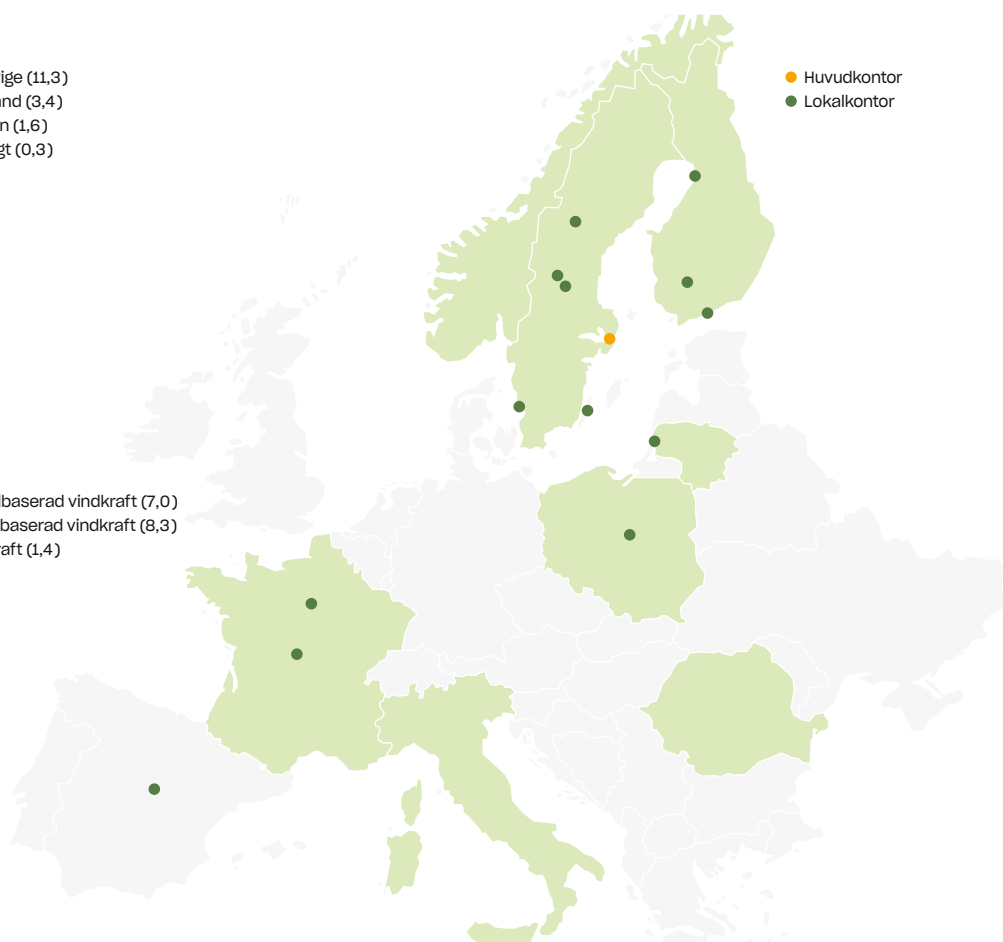 ige (11,3)
nd (3,4)
n (1,6)
gt (0,3)
Huvudkontor
Lokalkontor
baserad vindkraft (7,0)
baserad vindkraft (8,3)
raft (1,4)